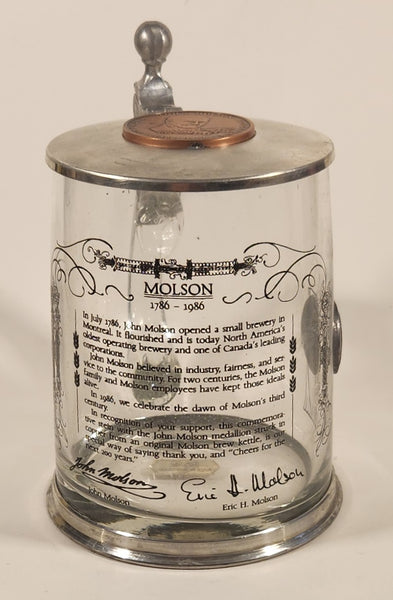 MOLSON
1786 – 1986
In July 1786, John Molson opened a small brewery in
Montreal. It flourished and is today North America's
oldest operating brewery and one of Canada's leading
corporations.
John Molson believed in industry, fairness, and ser-
vice to the community. For two centuries, the Molson
family and Molson employees have kept those ideals
alive.
In 1986, we celebrate the dawn of Molson's third
century.
In recognition of your support, this commemora-
tive stein with the John Molson medallion struck in
copper from an original Molson brew kettle, is our
special way of saying thank you, and "Cheers for the
next 200 years."
John Molson
Eric H. Molson
John Molson
Eric H. Molson